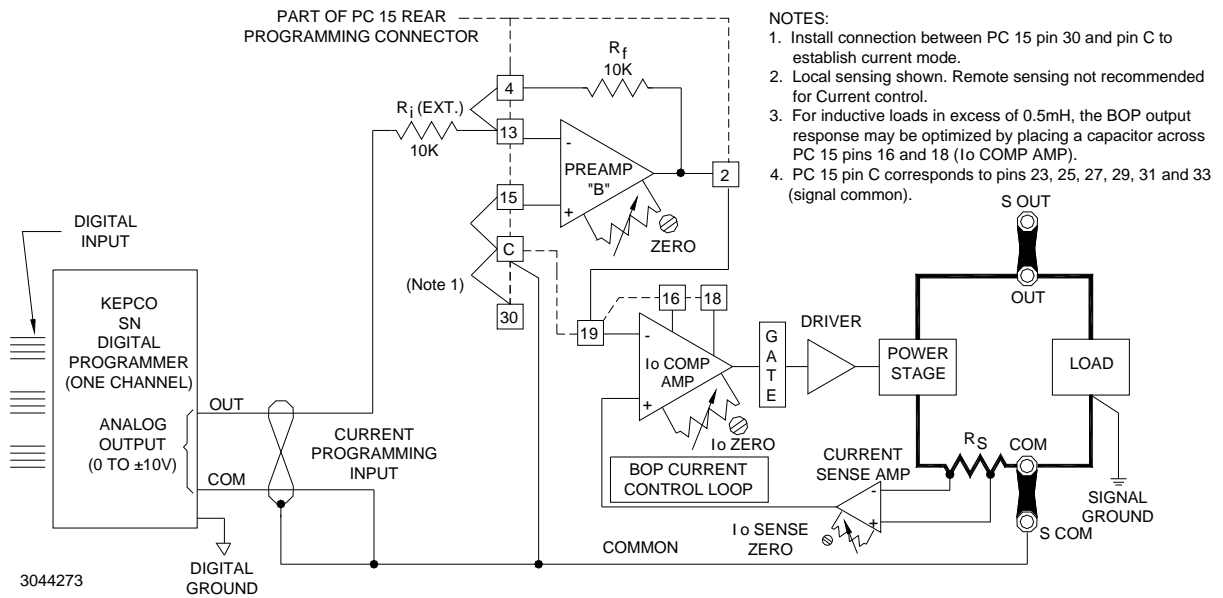 PART OF PC 15 REAR
PROGRAMMING CONNECTOR
NOTES:
1. Install connection between PC 15 pin 30 and pin C to
establish current mode.
2. Local sensing shown. Remote sensing not recommended
for Current control.
3. For inductive loads in excess of 0.5mH, the BOP output
response may be optimized by placing a capacitor across
PC 15 pins 16 and 18 (Io COMP AMP).
4. PC 15 pin C corresponds to pins 23, 25, 27, 29, 31 and 33
(signal common).
Rf
10K
4
Ri (EXT.)
10K
13
-
PREAMP
"B"
+
2
15
ZERO
C
(Note 1)
30
DIGITAL
INPUT
KEPCO
SN
DIGITAL
PROGRAMMER
(ONE CHANNEL)
ANALOG
OUTPUT
(0 TO ±10V)
OUT
COM
CURRENT
PROGRAMMING
INPUT
DIGITAL
GROUND
16
18
19
-
Io COMP
AMP
+
Io ZERO
GATE
DRIVER
POWER
STAGE
S OUT
OUT
LOAD
BOP CURRENT
CONTROL LOOP
CURRENT
SENSE AMP
RS
COM
-
+
Io SENSE
ZERO
S COM
SIGNAL
GROUND
COMMON
3044273